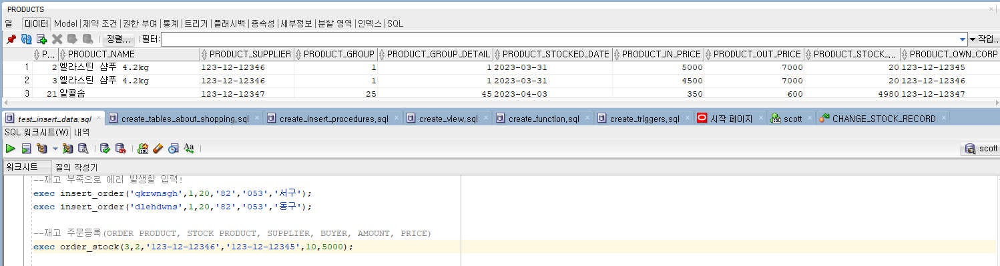 PRODUCTS
열 데이터 Model 제약 조건 권한 부여 통계 트리거 플래시백 종속성 세부정보 분할 영역 인덱스 SQL
정렬... 필터: 작업..
P... PRODUCT_NAME PRODUCT_SUPPLIER PRODUCT_GROUP PRODUCT_GROUP_DETAIL PRODUCT_STOCKED_DATE PRODUCT_IN_PRICE PRODUCT_OUT_PRICE PRODUCT_STOCK_... PRODUCT_OWN_CORP
1 2 엘라스틴 샴푸 4.2kg 123-12-12346 1 1 2023-03-31 5000 7000 20 123-12-12345
2 3 엘라스틴 샴푸 4.2kg 123-12-12346 1 1 2023-03-31 4500 7000 20 123-12-12346
3 21 알콜솜 123-12-12347 25 45 2023-04-03 350 600 4980 123-12-12347
test_insert_data.sql create_tables_about_shopping.sql create_insert_procedures.sql create_view.sql create_function.sql create_triggers.sql 시작 페이지 scott CHANGE_STOCK_RECORD
SQL 워크시트(W) 내역
scott
워크시트 질의 작성기
--재고 부족으로 에러 발생할 입력!
exec insert_order('qkrwnsgh',1,20,'82','053','서구');
exec insert_order('dlehdwns',1,20,'82','053','동구');
--재고 주문등록(ORDER PRODUCT, STOCK PRODUCT, SUPPLIER, BUYER, AMOUNT, PRICE)
exec order_stock(3,2,'123-12-12346','123-12-12345',10,5000);